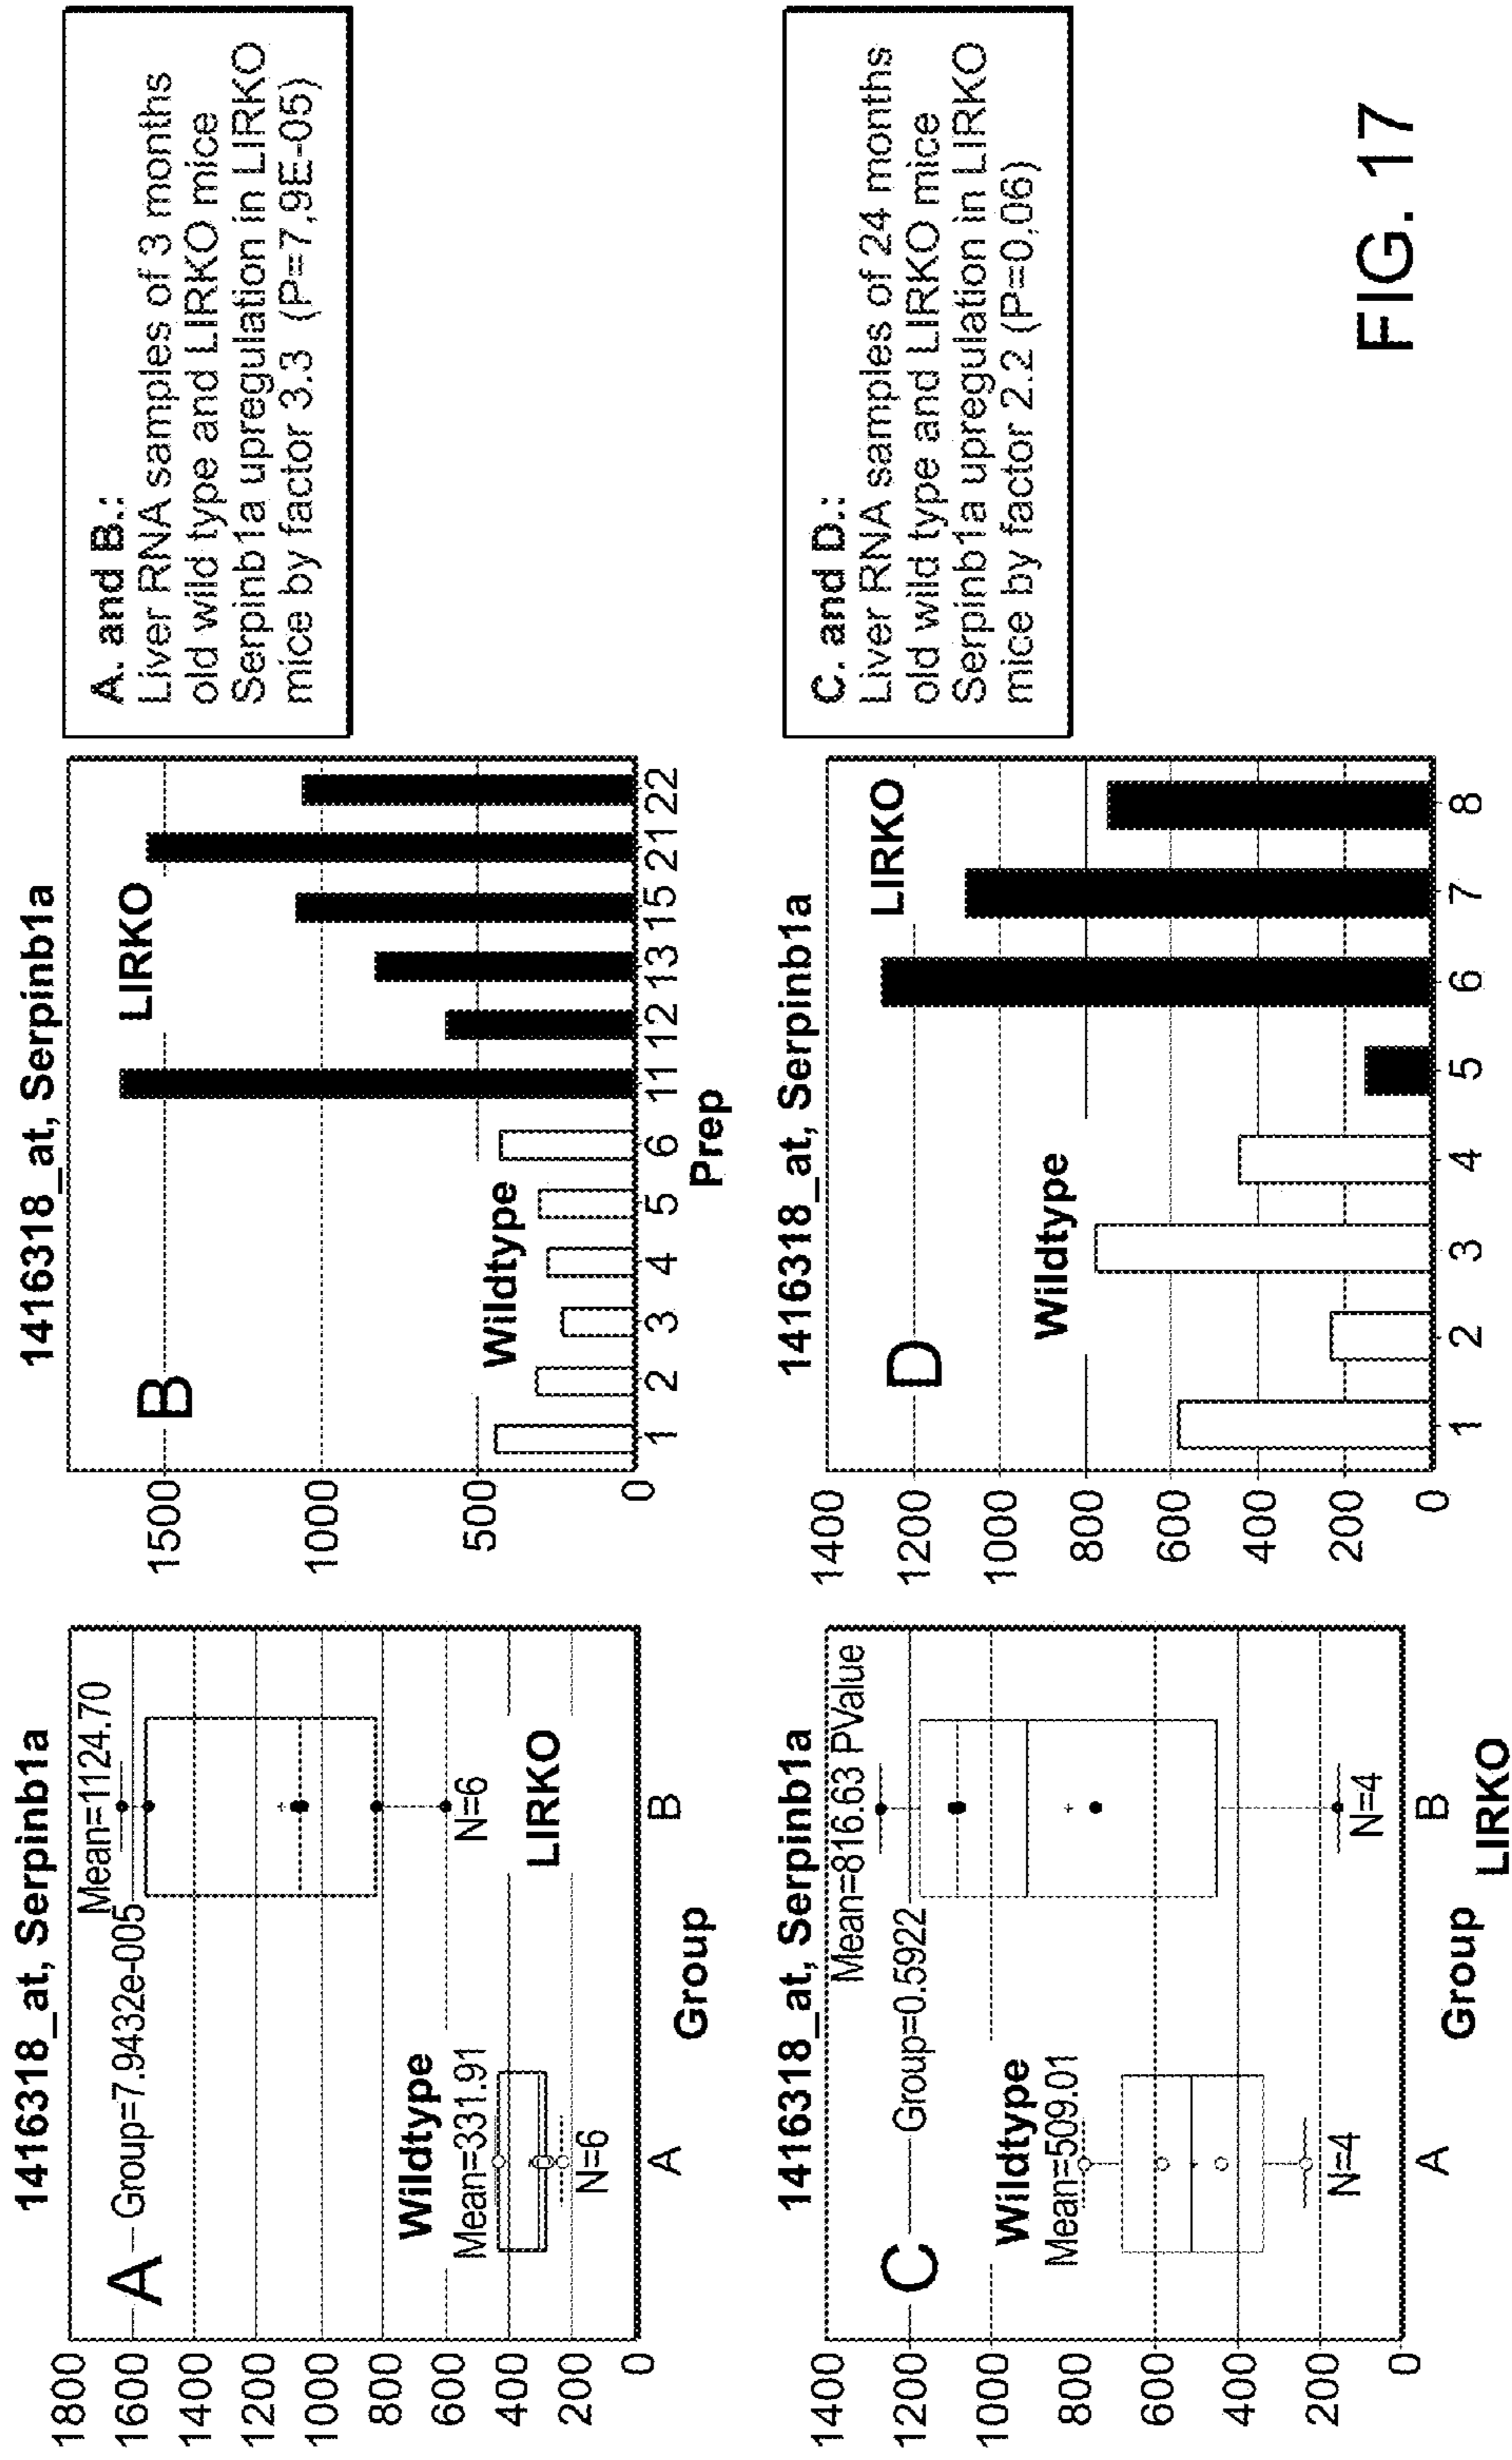 1416318_at, Serpinb1a
A
Group=7.9432e-005
Mean=1124.70
1800
1600
1400
1200
1000
800
600
400
200
0
Wildtype
Mean=331.91
N=6
N=6
LIRKO
A
B
Group
1416318_at, Serpinb1a
B
LIRKO
1500
1000
500
0
Wildtype
1 2 3 4 5 6 11 12 13 15 21 22
Prep
A. and B.:
Liver RNA samples of 3 months
old wild type and LIRKO mice
Serpinb1a upregulation in LIRKO
mice by factor 3.3 (P=7,9E-05)
1416318_at, Serpinb1a
Mean=816.63 PValue
C
Group=0.5922
1400
1200
1000
800
600
400
200
0
Wildtype
Mean=509.01
N=4
N=4
A
B
Group
LIRKO
1416318_at, Serpinb1a
D
LIRKO
1400
1200
1000
800
600
400
200
0
Wildtype
1 2 3 4 5 6 7 8
C. and D.:
Liver RNA samples of 24 months
old wild type and LIRKO mice
Serpinb1a upregulation in LIRKO
mice by factor 2.2 (P=0,06)
FIG. 17